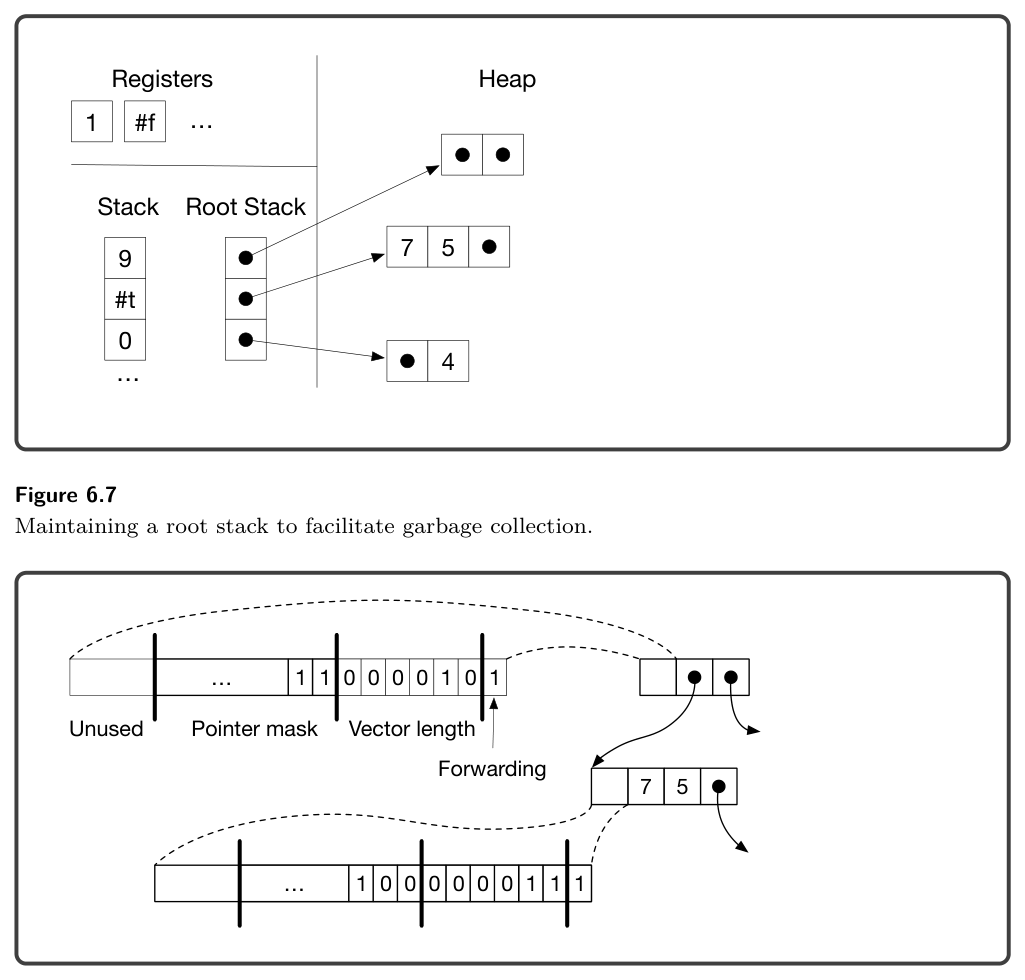 Registers
Heap
1 #f …
Stack Root Stack
9
7 5
#t
0
4
…
Figure 6.7
Maintaining a root stack to facilitate garbage collection.
… 1 1 0 0 0 0 1 0 1
Unused Pointer mask Vector length
Forwarding
7 5
… 1 0 0 0 0 0 0 1 1 1